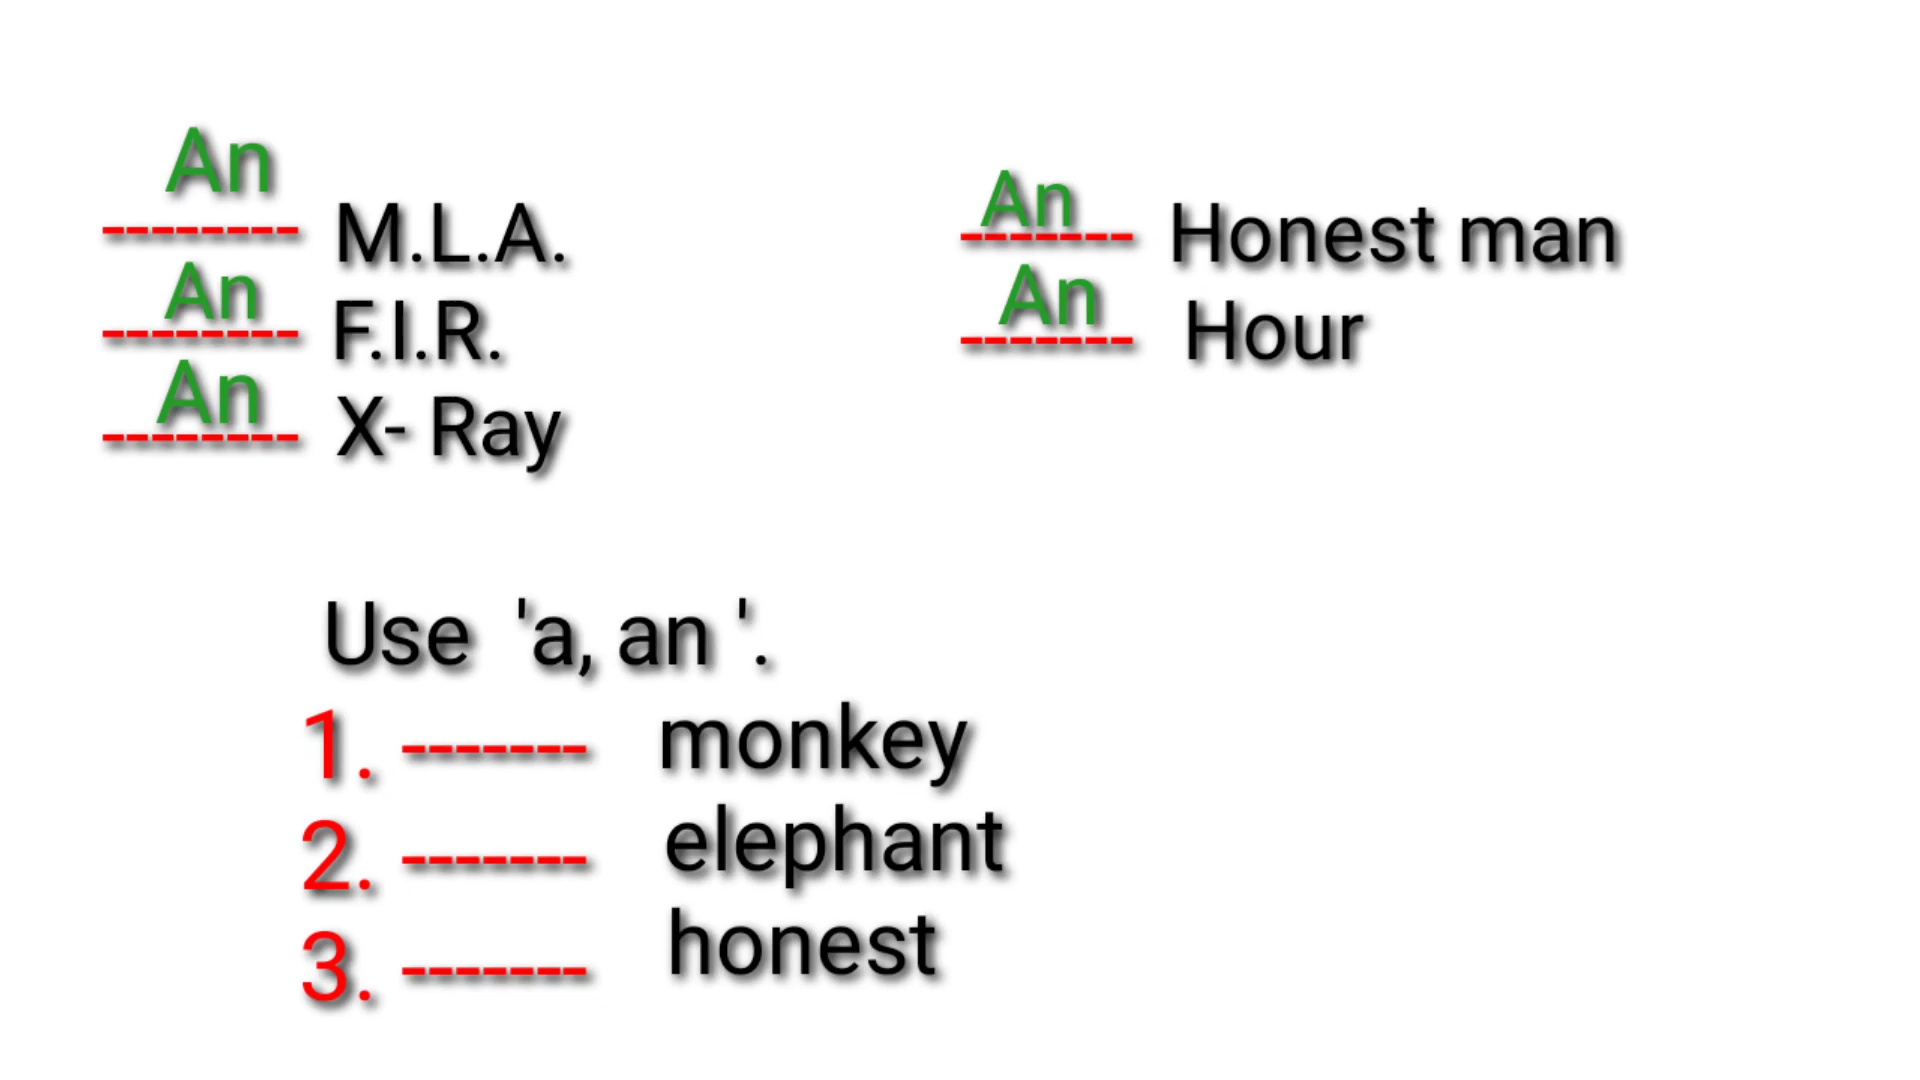 An
-------- M.L.A.
An
-------- F.I.R.
An
-------- X- Ray
An
------- Honest man
An
------- Hour
Use 'a, an '.
1. ------- monkey
2. ------- elephant
3. ------- honest